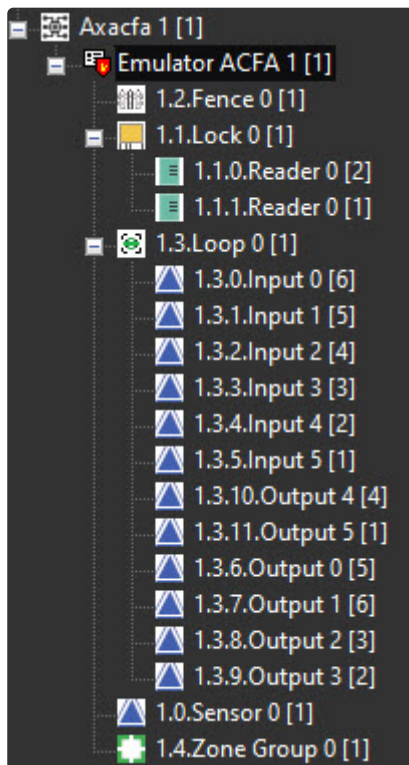 Axacfa 1 [1]
Emulator ACFA 1 [1]
1.2.Fence 0 [1]
1.1.Lock 0 [1]
1.1.0.Reader 0 [2]
1.1.1.Reader 0 [1]
1.3.Loop 0 [1]
1.3.0.Input 0 [6]
1.3.1.Input 1 [5]
1.3.2.Input 2 [4]
1.3.3.Input 3 [3]
1.3.4.Input 4 [2]
1.3.5.Input 5 [1]
1.3.10.Output 4 [4]
1.3.11.Output 5 [1]
1.3.6.Output 0 [5]
1.3.7.Output 1 [6]
1.3.8.Output 2 [3]
1.3.9.Output 3 [2]
1.0.Sensor 0 [1]
1.4.Zone Group 0 [1]